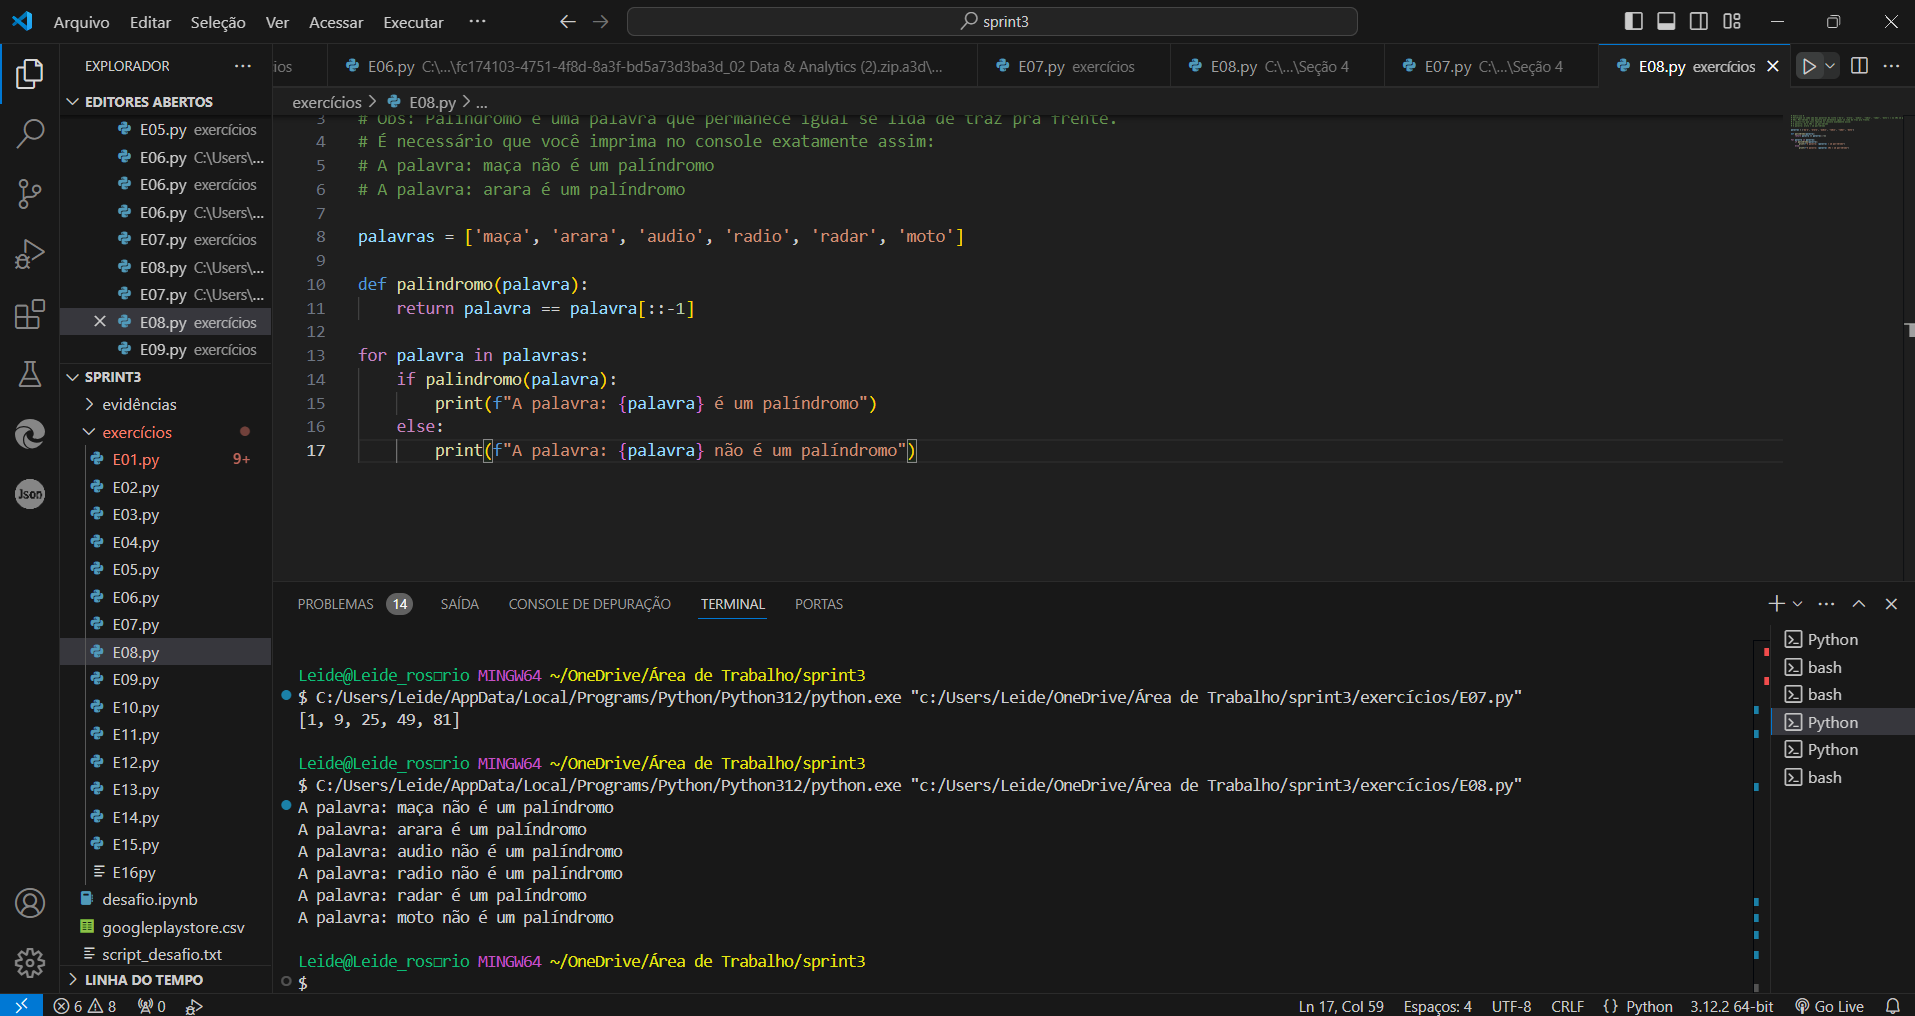 Arquivo Editar Seleção Ver Acessar Executar ··· sprint3
EXPLORADOR ···
ios
E06.py C:\...\fc174103-4751-4f8d-8a3f-bd5a73d3ba3d_02 Data & Analytics (2).zip.a3d\...
E07.py exercícios
E08.py C:\...\Seção 4
E07.py C:\...\Seção 4
E08.py exercícios
EDITORES ABERTOS
E05.py exercícios
E06.py C:\Users\...
E06.py exercícios
E06.py C:\Users\...
E07.py exercícios
E08.py C:\Users\...
E07.py C:\Users\...
E08.py exercícios
E09.py exercícios
SPRINT3
evidências
exercícios
E01.py 9+
E02.py
E03.py
E04.py
E05.py
E06.py
E07.py
E08.py
E09.py
E10.py
E11.py
E12.py
E13.py
E14.py
E15.py
E16py
desafio.ipynb
googleplaystore.csv
script_desafio.txt
LINHA DO TEMPO
exercícios > E08.py > ...
3 # Obs: Palíndromo é uma palavra que permanece igual se lida de traz pra frente.
4 # É necessário que você imprima no console exatamente assim:
5 # A palavra: maça não é um palíndromo
6 # A palavra: arara é um palíndromo
7
8 palavras = ['maça', 'arara', 'audio', 'radio', 'radar', 'moto']
9
10 def palindromo(palavra):
11 return palavra == palavra[::-1]
12
13 for palavra in palavras:
14 if palindromo(palavra):
15 print(f"A palavra: {palavra} é um palíndromo")
16 else:
17 print(f"A palavra: {palavra} não é um palíndromo")
PROBLEMAS 14 SAÍDA CONSOLE DE DEPURAÇÃO TERMINAL PORTAS
Leide@Leide_ros□rio MINGW64 ~/OneDrive/Área de Trabalho/sprint3
$ C:/Users/Leide/AppData/Local/Programs/Python/Python312/python.exe "c:/Users/Leide/OneDrive/Área de Trabalho/sprint3/exercícios/E07.py"
[1, 9, 25, 49, 81]
Leide@Leide_ros□rio MINGW64 ~/OneDrive/Área de Trabalho/sprint3
$ C:/Users/Leide/AppData/Local/Programs/Python/Python312/python.exe "c:/Users/Leide/OneDrive/Área de Trabalho/sprint3/exercícios/E08.py"
A palavra: maça não é um palíndromo
A palavra: arara é um palíndromo
A palavra: audio não é um palíndromo
A palavra: radio não é um palíndromo
A palavra: radar é um palíndromo
A palavra: moto não é um palíndromo
Leide@Leide_ros□rio MINGW64 ~/OneDrive/Área de Trabalho/sprint3
$
Python
bash
bash
Python
Python
bash
Json
6 8 0 Ln 17, Col 59 Espaços: 4 UTF-8 CRLF {} Python 3.12.2 64-bit Go Live